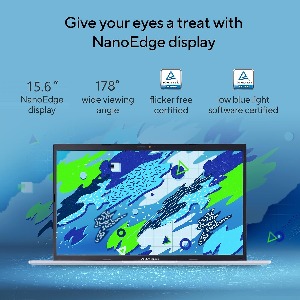 Give your eyes a treat with
NanoEdge display
15.6"
NanoEdge
display
178°
wide viewing
angle
flicker free
certified
ow blue light
software certified